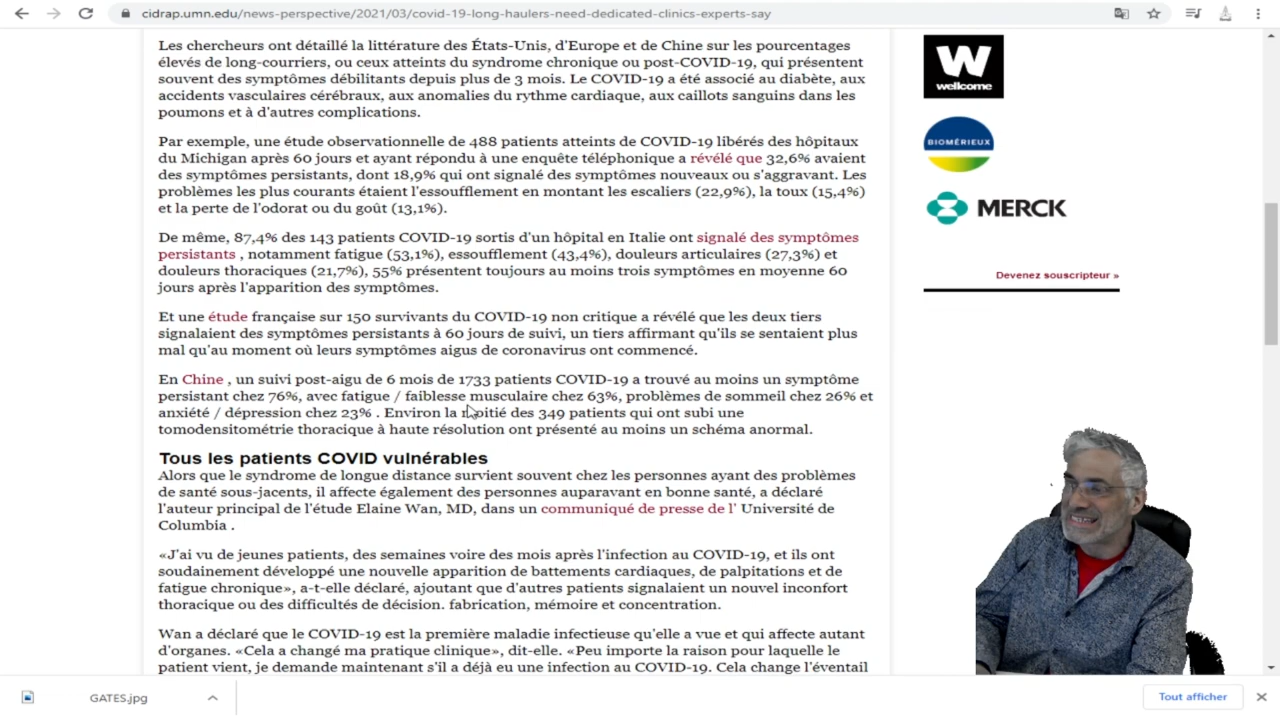 cidrap.umn.edu/news-perspective/2021/03/covid-19-long-haulers-need-dedicated-clinics-experts-say
Les chercheurs ont détaillé la littérature des États-Unis, d'Europe et de Chine sur les pourcentages
élevés de long-courriers, ou ceux atteints du syndrome chronique ou post-COVID-19, qui présentent
souvent des symptômes débilitants depuis plus de 3 mois. Le COVID-19 a été associé au diabète, aux
accidents vasculaires cérébraux, aux anomalies du rythme cardiaque, aux caillots sanguins dans les
poumons et à d'autres complications.
Par exemple, une étude observationnelle de 488 patients atteints de COVID-19 libérés des hôpitaux
du Michigan après 60 jours et ayant répondu à une enquête téléphonique a révélé que 32,6% avaient
des symptômes persistants, dont 18,9% qui ont signalé des symptômes nouveaux ou s'aggravant. Les
problèmes les plus courants étaient l'essoufflement en montant les escaliers (22,9%), la toux (15,4%)
et la perte de l'odorat ou du goût (13,1%).
De même, 87,4% des 143 patients COVID-19 sortis d'un hôpital en Italie ont signalé des symptômes
persistants , notamment fatigue (53,1%), essoufflement (43,4%), douleurs articulaires (27,3%) et
douleurs thoraciques (21,7%), 55% présentent toujours au moins trois symptômes en moyenne 60
jours après l'apparition des symptômes.
Et une étude française sur 150 survivants du COVID-19 non critique a révélé que les deux tiers
signalaient des symptômes persistants à 60 jours de suivi, un tiers affirmant qu'ils se sentaient plus
mal qu'au moment où leurs symptômes aigus de coronavirus ont commencé.
En Chine , un suivi post-aigu de 6 mois de 1733 patients COVID-19 a trouvé au moins un symptôme
persistant chez 76%, avec fatigue / faiblesse musculaire chez 63%, problèmes de sommeil chez 26% et
anxiété / dépression chez 23% . Environ la moitié des 349 patients qui ont subi une
tomodensitométrie thoracique à haute résolution ont présenté au moins un schéma anormal.
Tous les patients COVID vulnérables
Alors que le syndrome de longue distance survient souvent chez les personnes ayant des problèmes
de santé sous-jacents, il affecte également des personnes auparavant en bonne santé, a déclaré
l'auteur principal de l'étude Elaine Wan, MD, dans un communiqué de presse de l' Université de
Columbia .
«J'ai vu de jeunes patients, des semaines voire des mois après l'infection au COVID-19, et ils ont
soudainement développé une nouvelle apparition de battements cardiaques, de palpitations et de
fatigue chronique», a-t-elle déclaré, ajoutant que d'autres patients signalaient un nouvel inconfort
thoracique ou des difficultés de décision. fabrication, mémoire et concentration.
Wan a déclaré que le COVID-19 est la première maladie infectieuse qu'elle a vue et qui affecte autant
d'organes. «Cela a changé ma pratique clinique», dit-elle. «Peu importe la raison pour laquelle le
patient vient, je demande maintenant s'il a déjà eu une infection au COVID-19. Cela change l'éventail
W
wellcome
BIOMÉRIEUX
MERCK
Devenez souscripteur »
GATES.jpg
Tout afficher